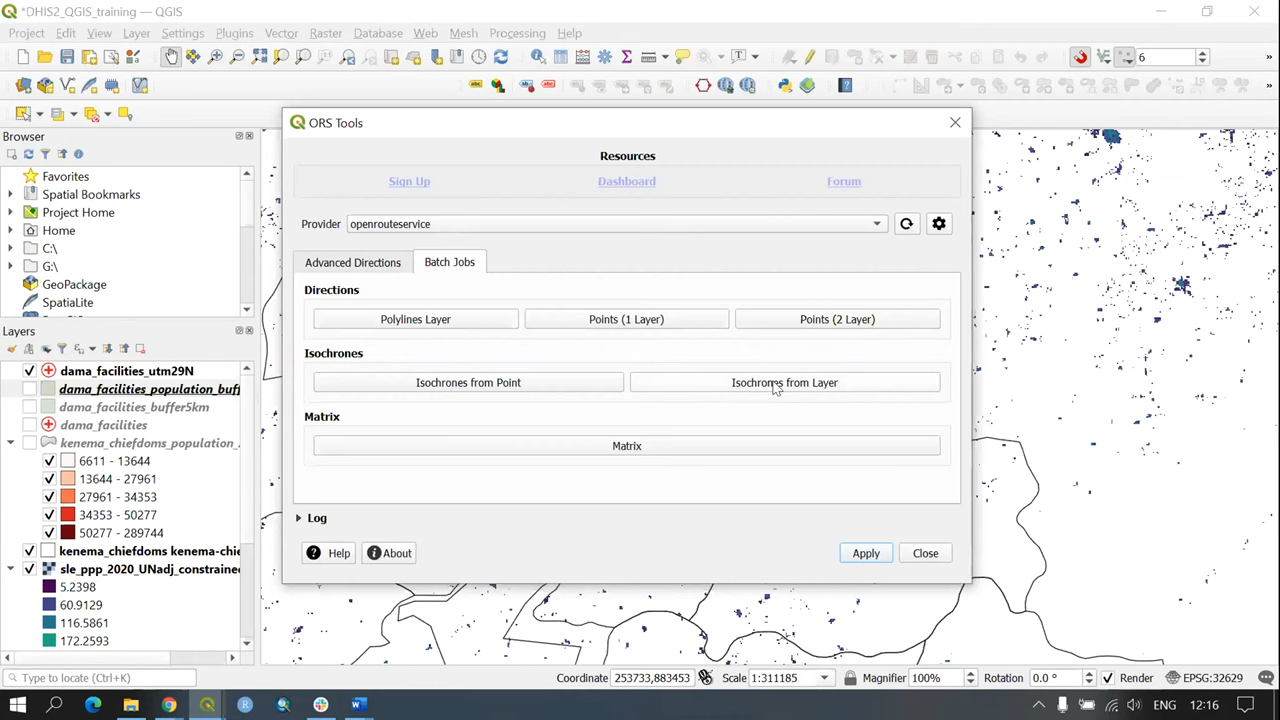 *DHIS2_QGIS_training — QGIS
Project Edit View Layer Settings Plugins Vector Raster Database Web Mesh Processing Help
6
Browser
Favorites
Spatial Bookmarks
Project Home
Home
C:\
G:\
GeoPackage
SpatiaLite
Layers
dama_facilities_utm29N
dama_facilities_population_buff
dama_facilities_buffer5km
dama_facilities
kenema_chiefdoms_population_
6611 - 13644
13644 - 27961
27961 - 34353
34353 - 50277
50277 - 289744
kenema_chiefdoms kenema-chie
sle_ppp_2020_UNadj_constrained
5.2398
60.9129
116.5861
172.2593
ORS Tools
Resources
Sign Up Dashboard Forum
Provider openrouteservice
Advanced Directions Batch Jobs
Directions
Polylines Layer Points (1 Layer) Points (2 Layer)
Isochrones
Isochrones from Point Isochrones from Layer
Matrix
Matrix
Log
Help About Apply Close
Type to locate (Ctrl+K) Coordinate 253733,883453 Scale 1:311185 Magnifier 100% Rotation 0.0 ° Render EPSG:32629
ENG 12:16